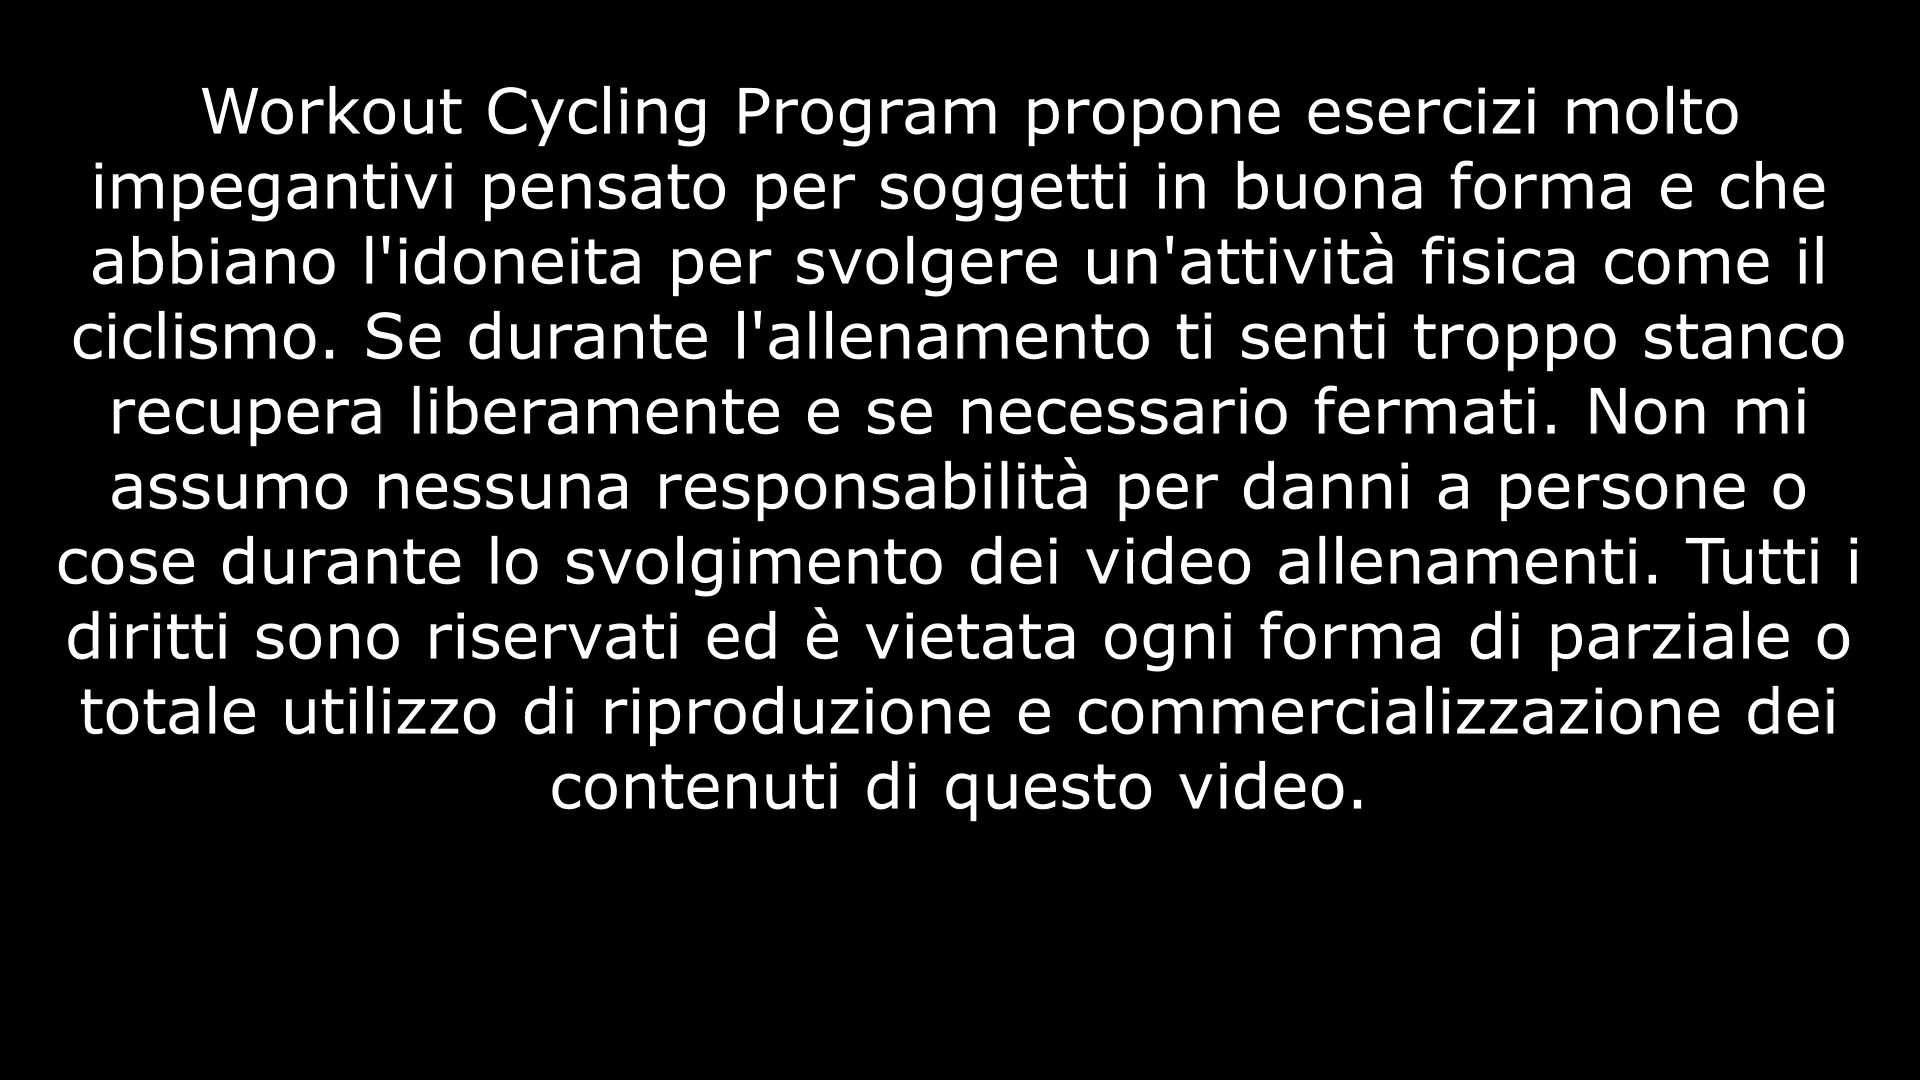 Workout Cycling Program propone esercizi molto
impegantivi pensato per soggetti in buona forma e che
abbiano l'idoneita per svolgere un'attività fisica come il
ciclismo. Se durante l'allenamento ti senti troppo stanco
recupera liberamente e se necessario fermati. Non mi
assumo nessuna responsabilità per danni a persone o
cose durante lo svolgimento dei video allenamenti. Tutti i
diritti sono riservati ed è vietata ogni forma di parziale o
totale utilizzo di riproduzione e commercializzazione dei
contenuti di questo video.